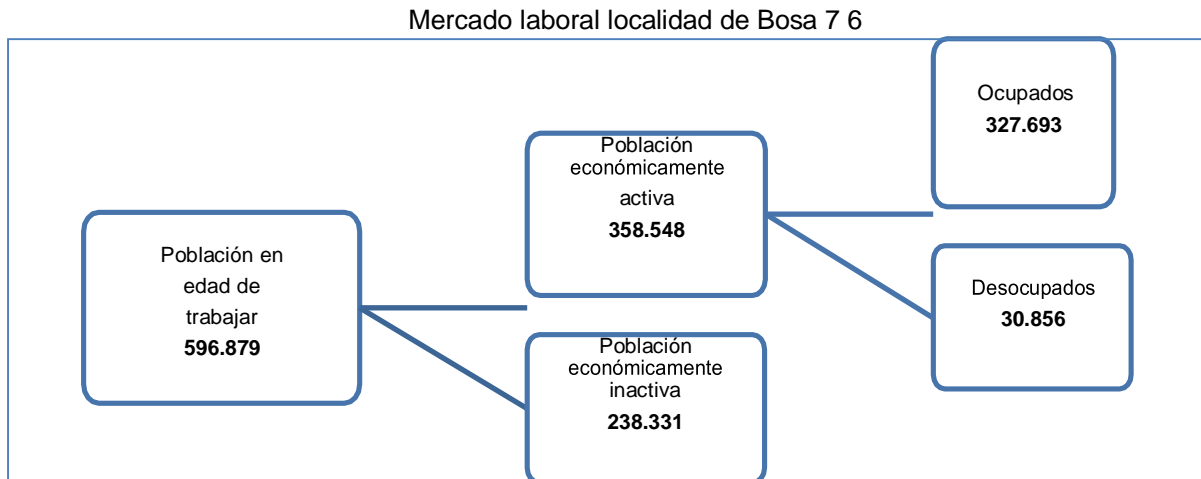 Mercado laboral localidad de Bosa 7 6
Población en
edad de
trabajar
596.879
Población
económicamente
activa
358.548
Población
económicamente
inactiva
238.331
Ocupados
327.693
Desocupados
30.856